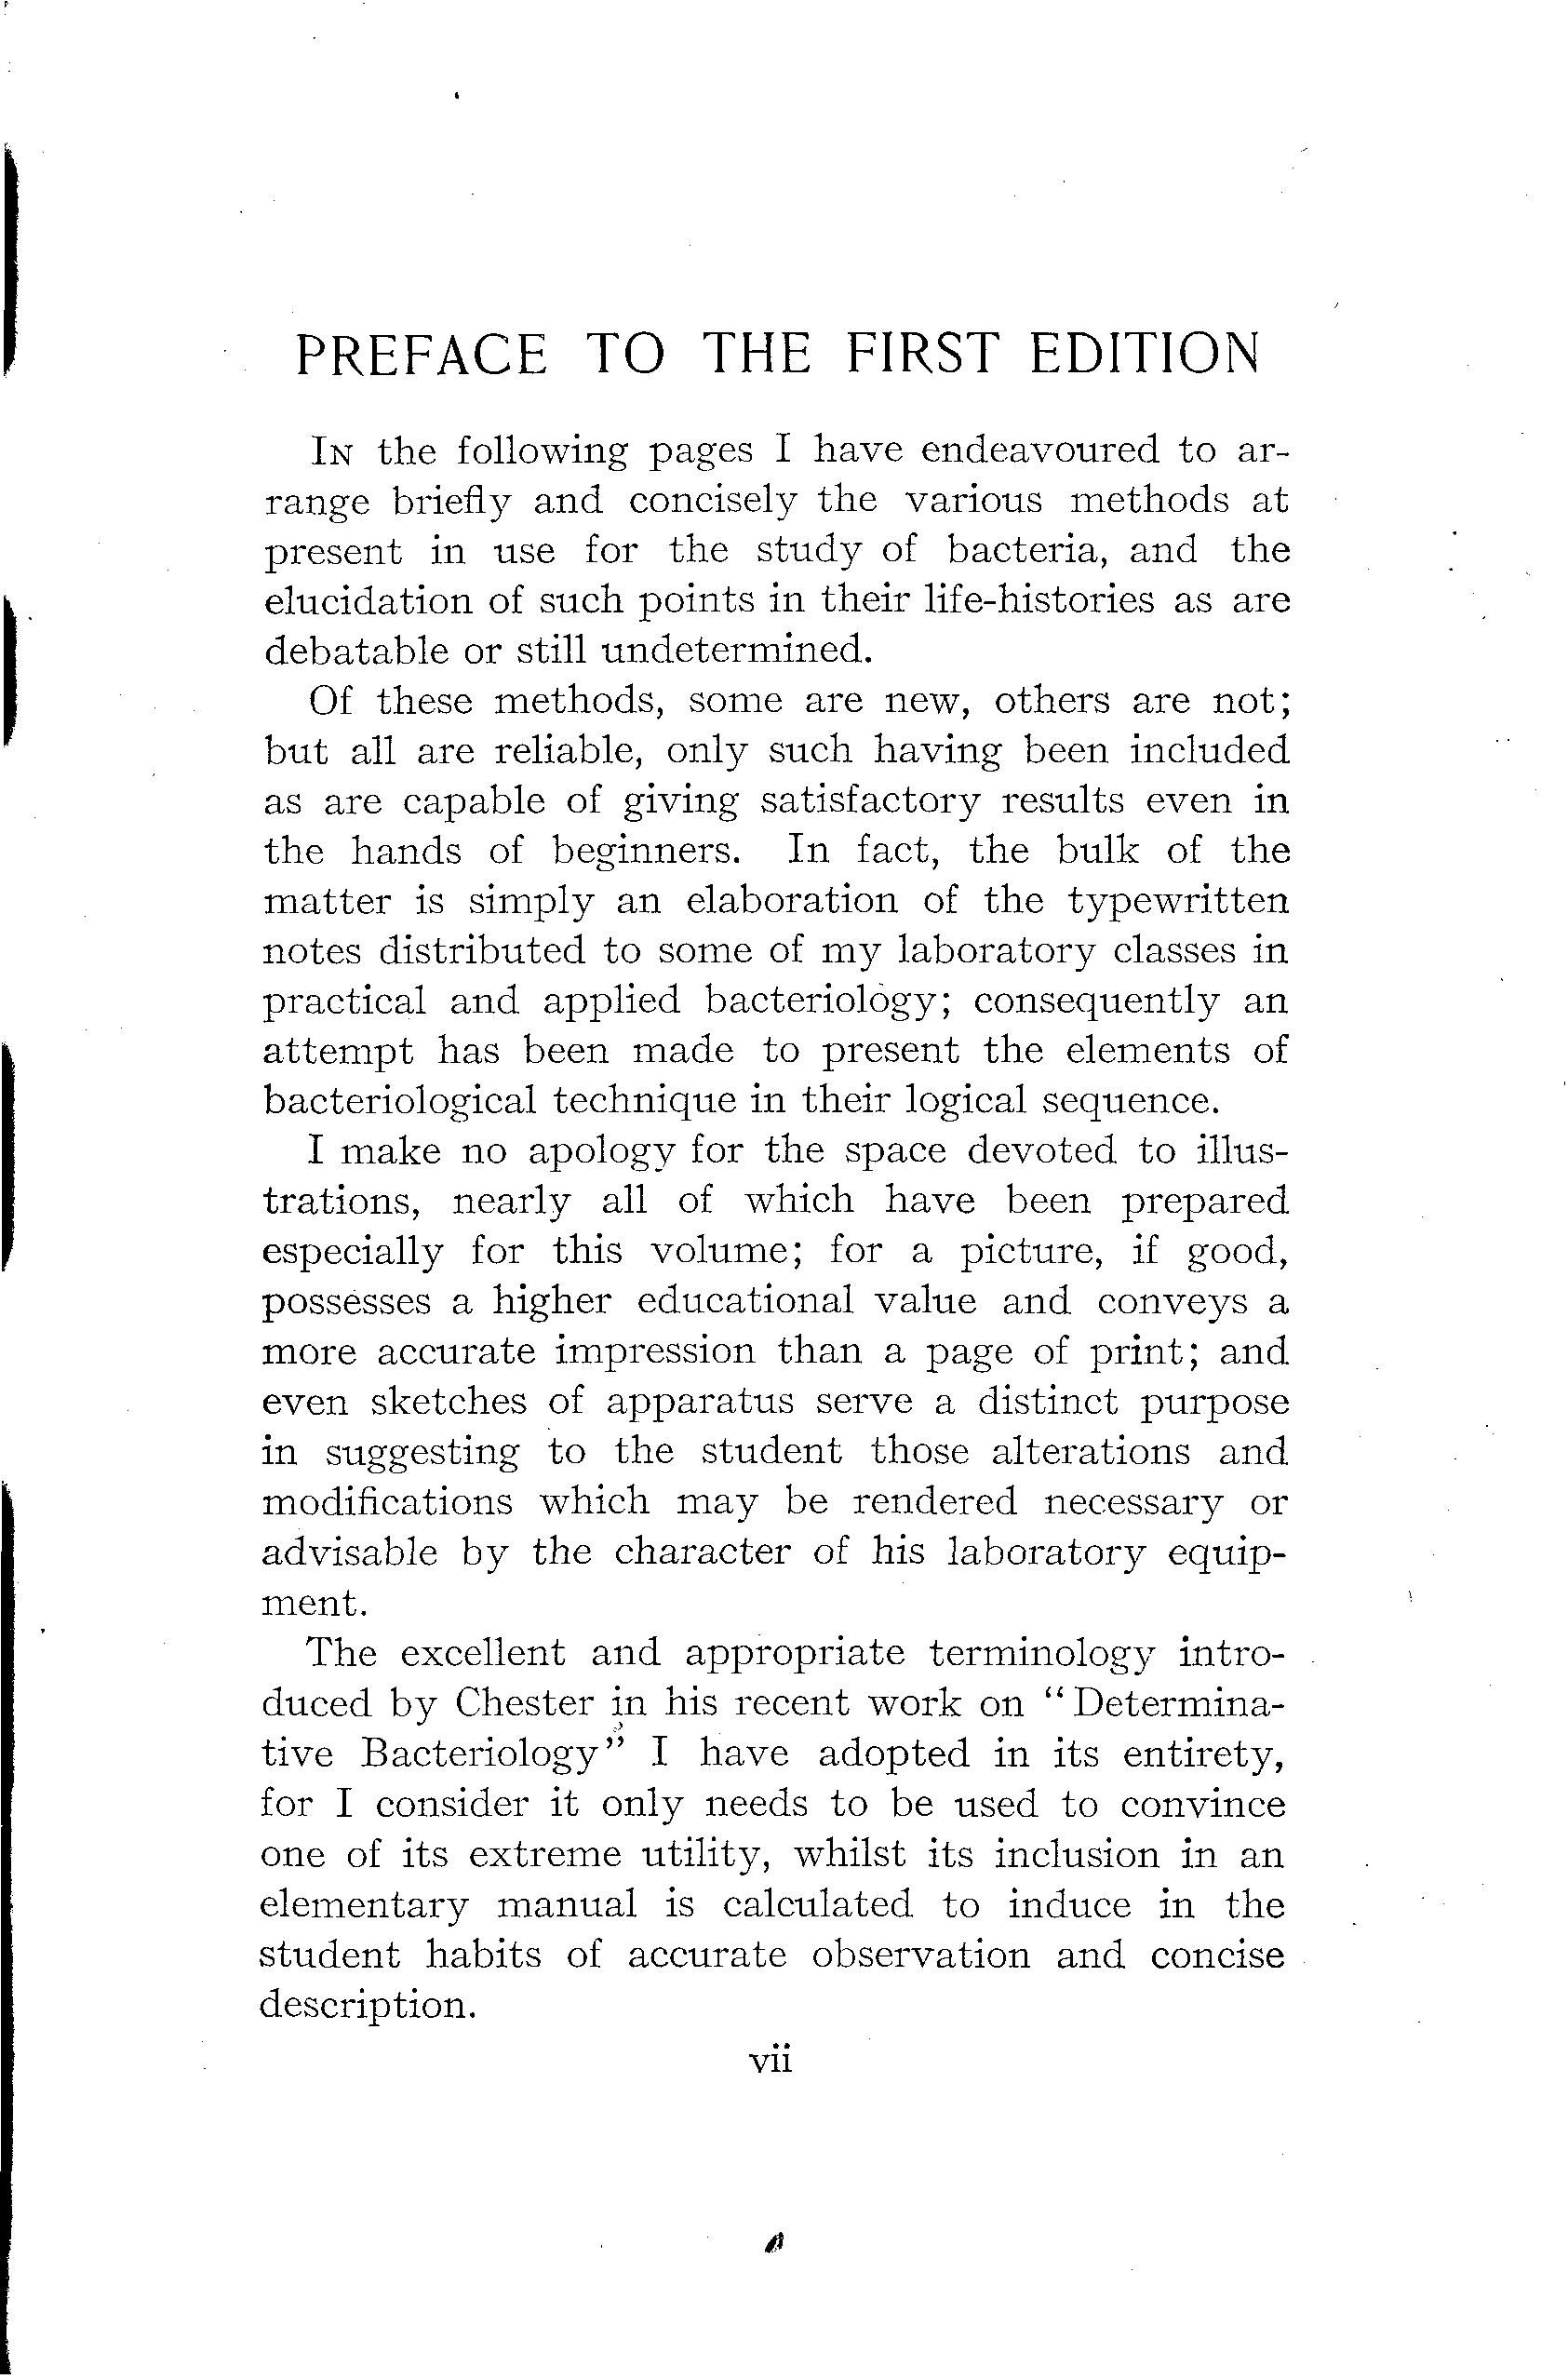 PREFACE TO THE FIRST EDITION
IN the following pages I have endeavoured to ar-
range briefly and concisely the various methods at
present in use for the study of bacteria, and the
elucidation of such points in their life-histories as are
debatable or still undetermined.
Of these methods, some are new, others are not;
but all are reliable, only such having been included
as are capable of giving satisfactory results even in
the hands of beginners. In fact, the bulk of the
matter is simply an elaboration of the typewritten
notes distributed to some of my laboratory classes in
practical and applied bacteriology; consequently an
attempt has been made to present the elements of
bacteriological technique in their logical sequence.
I make no apology for the space devoted to illus-
trations, nearly all of which have been prepared
especially for this volume; for a picture, if good,
possesses a higher educational value and conveys a
more accurate impression than a page of print; and
even sketches of apparatus serve a distinct purpose
in suggesting to the student those alterations and
modifications which may be rendered necessary or
advisable by the character of his laboratory equip-
ment.
The excellent and appropriate terminology intro-
duced by Chester in his recent work on "Determina-
tive Bacteriology" I have adopted in its entirety,
for I consider it only needs to be used to convince
one of its extreme utility, whilst its inclusion in an
elementary manual is calculated to induce in the
student habits of accurate observation and concise
description.
vii